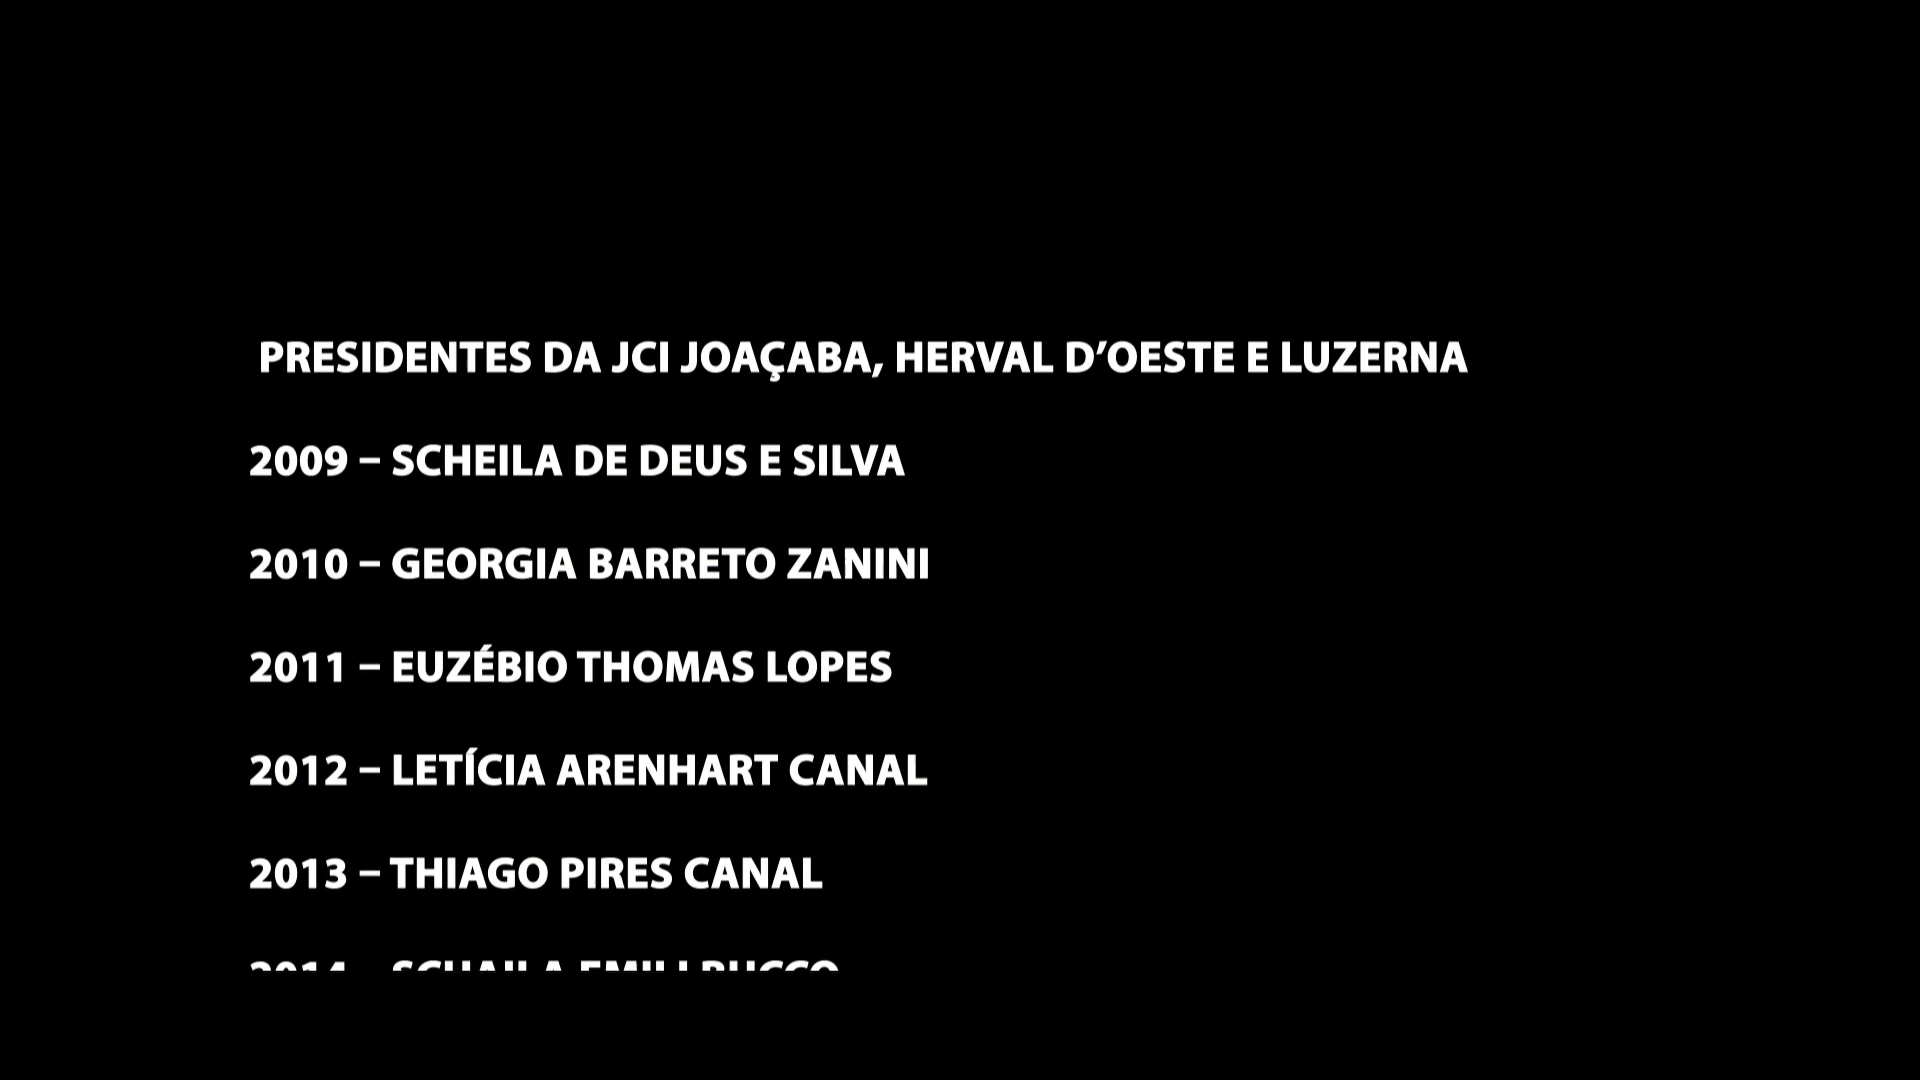 PRESIDENTES DA JCI JOAÇABA, HERVAL D’OESTE E LUZERNA
2009 – SCHEILA DE DEUS E SILVA
2010 – GEORGIA BARRETO ZANINI
2011 – EUZÉBIO THOMAS LOPES
2012 – LETÍCIA ARENHART CANAL
2013 – THIAGO PIRES CANAL
2014 –